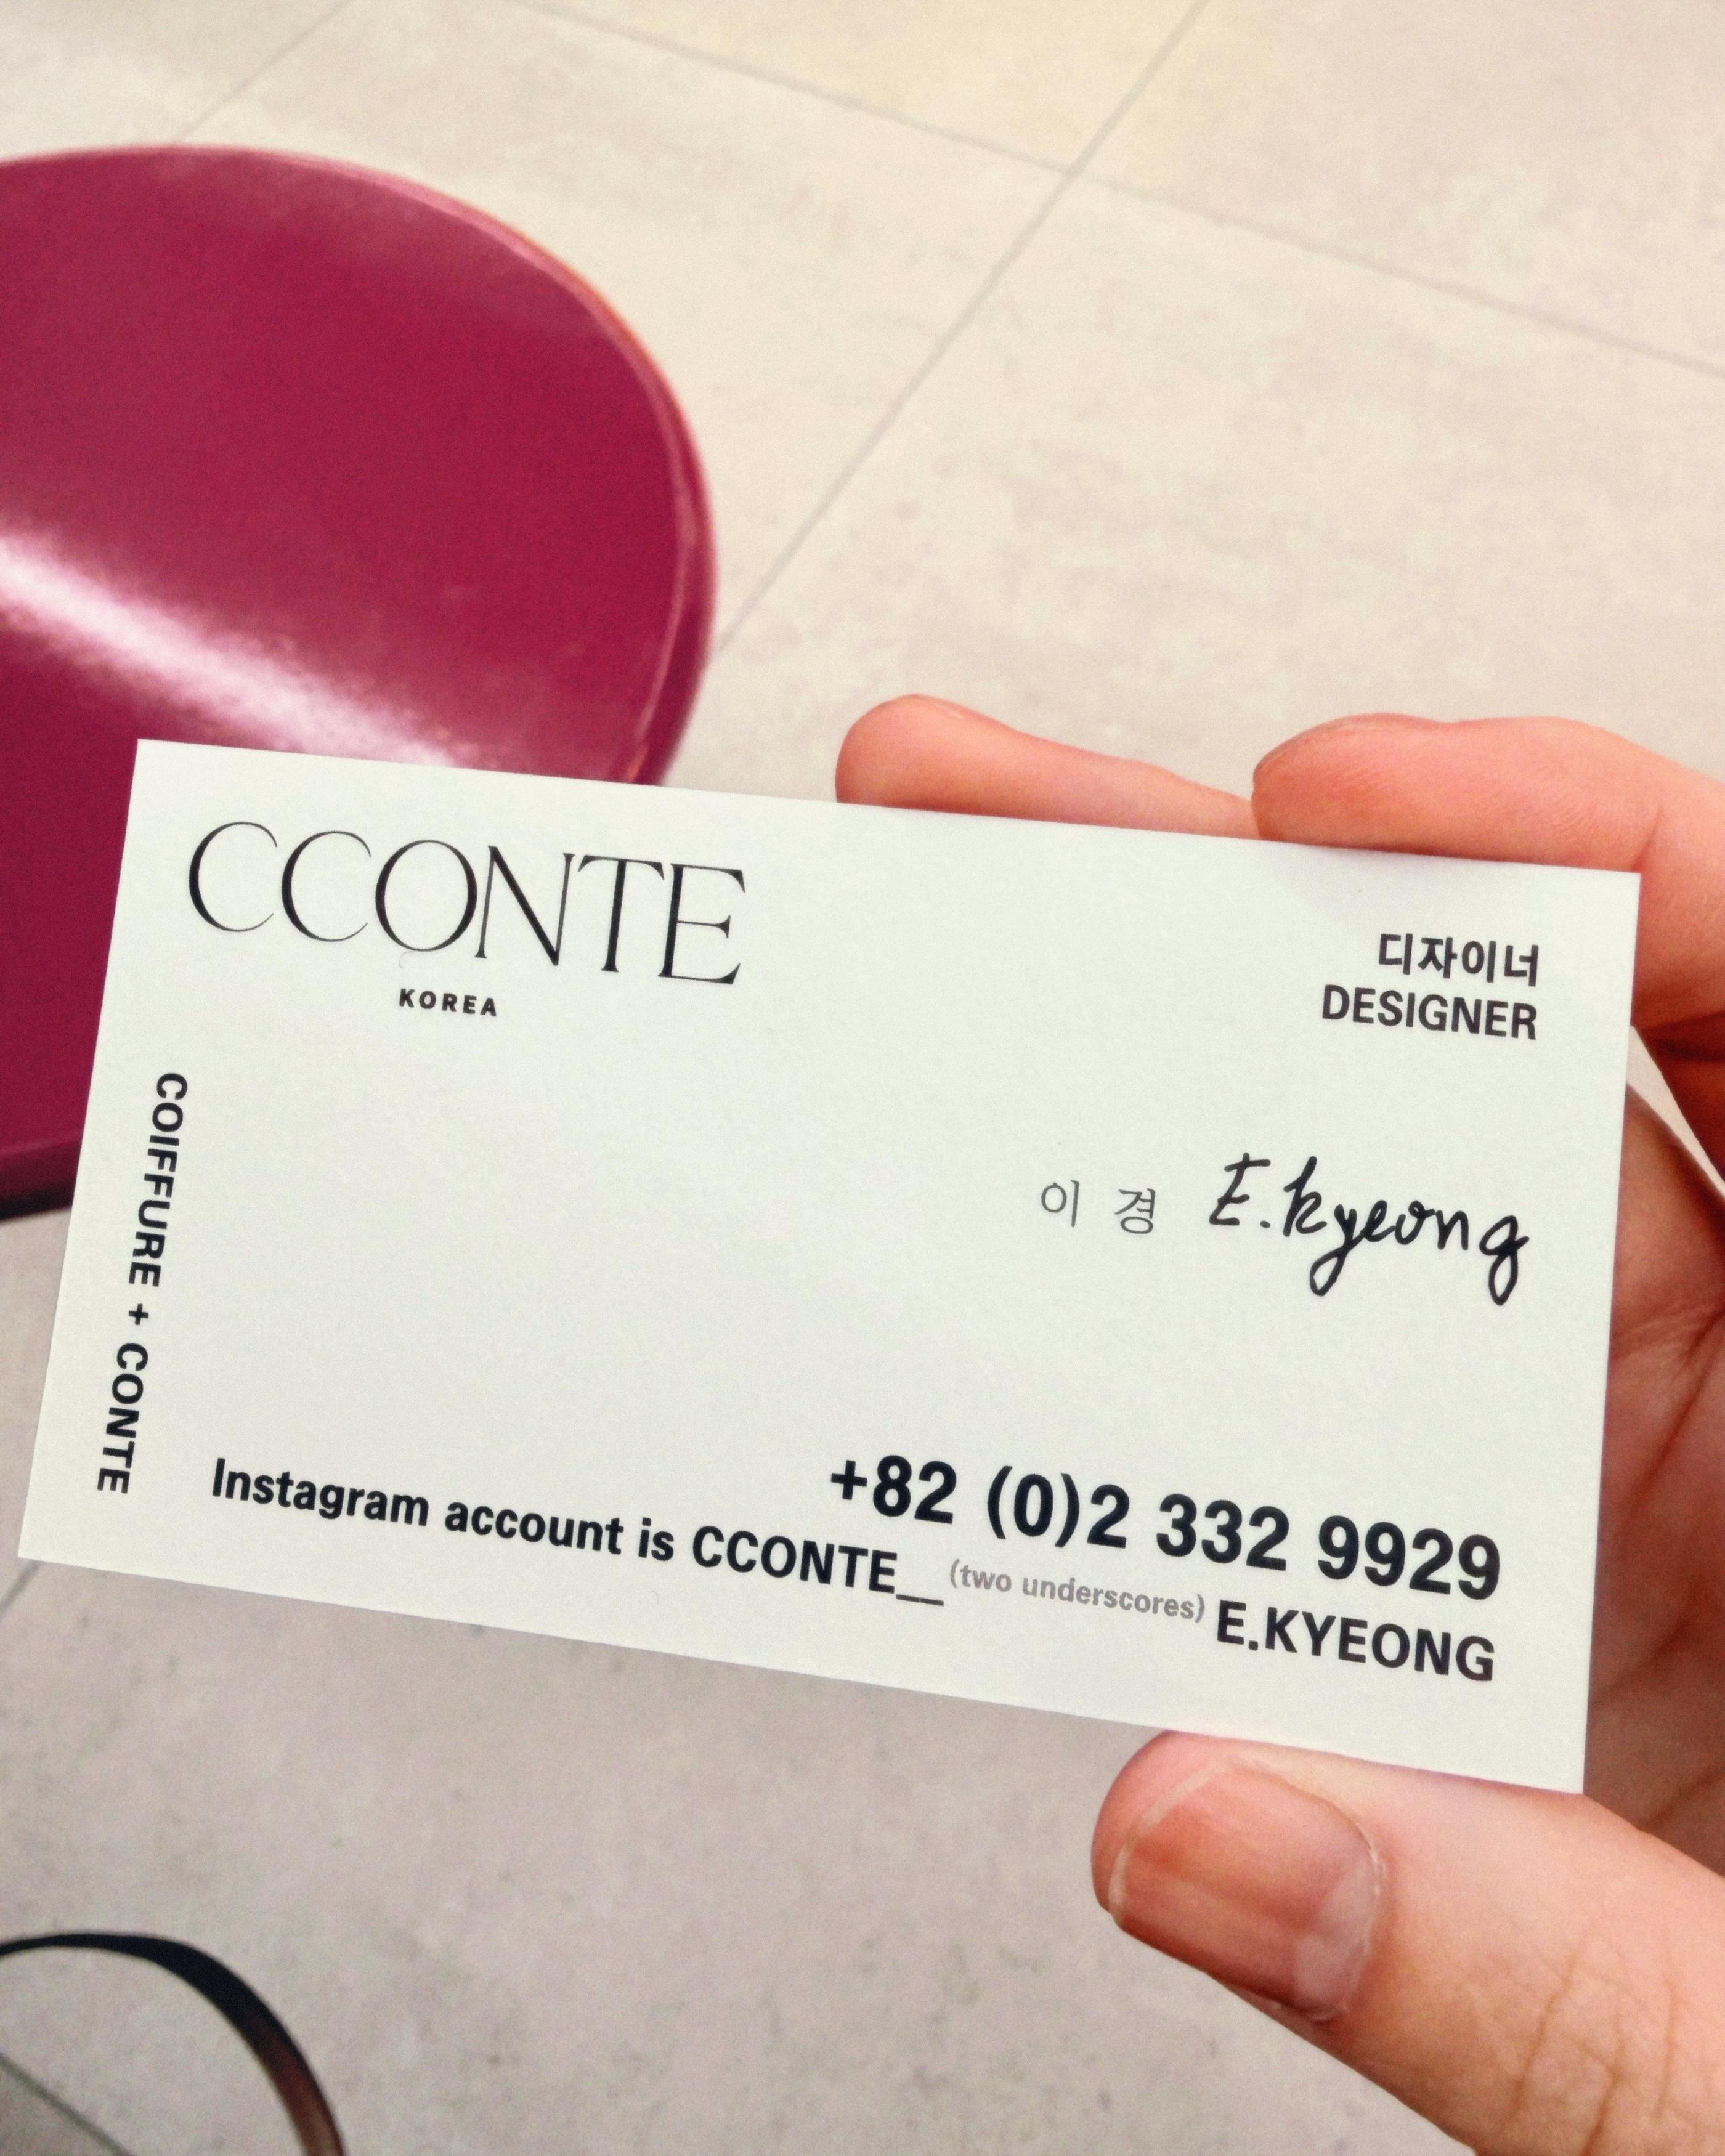 CCONTE
KOREA
디자이너
DESIGNER
COIFFURE + CONTE
이 경 E.kyeong
+82 (0)2 332 9929
Instagram account is CCONTE__ (two underscores) E.KYEONG